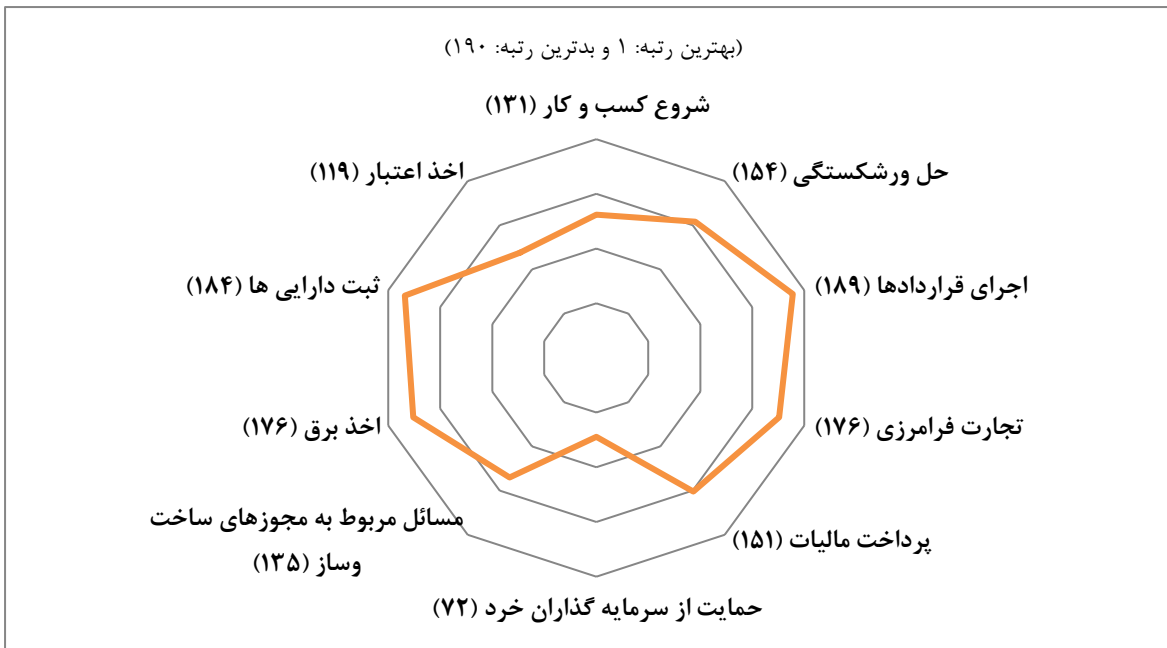 (بهترین رتبه: ۱ و بدترین رتبه: ۱۹۰)
شروع کسب و کار (۱۳۱)
حل ورشکستگی (۱۵۴)
اخذ اعتبار (۱۱۹)
اجرای قراردادها (۱۸۹)
ثبت دارایی ها (۱۸۴)
تجارت فرامرزی (۱۷۶)
اخذ برق (۱۷۶)
پرداخت مالیات (۱۵۱)
مسائل مربوط به مجوزهای ساخت
وساز (۱۳۵)
حمایت از سرمایه گذاران خرد (۷۲)